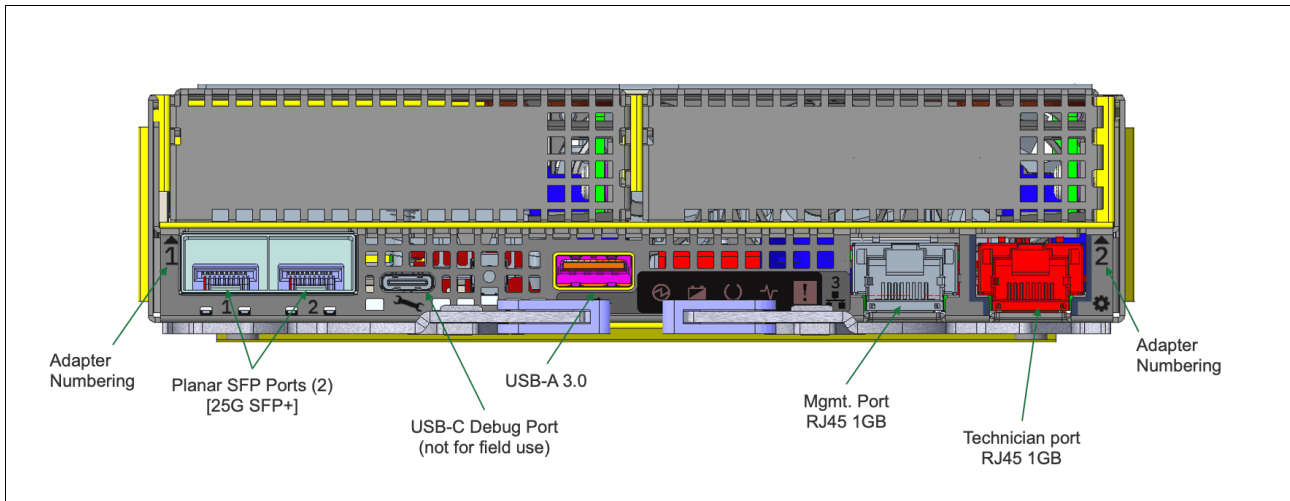 1
2
1
2
3
Adapter
Numbering
Planar SFP Ports (2)
[25G SFP+]
USB-C Debug Port
(not for field use)
USB-A 3.0
Mgmt. Port
RJ45 1GB
Technician port
RJ45 1GB
Adapter
Numbering